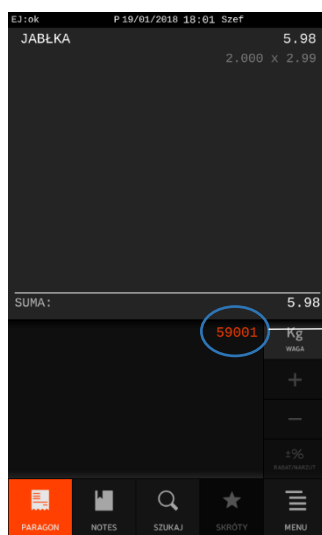 EJ:ok P 19/01/2018 18:01 Szef
JABŁKA 5.98
2.000 x 2.99
SUMA: 5.98
59001 Kg
WAGA
+
−
±%
RABAT/NARZUT
PARAGON NOTES SZUKAJ SKRÓTY MENU